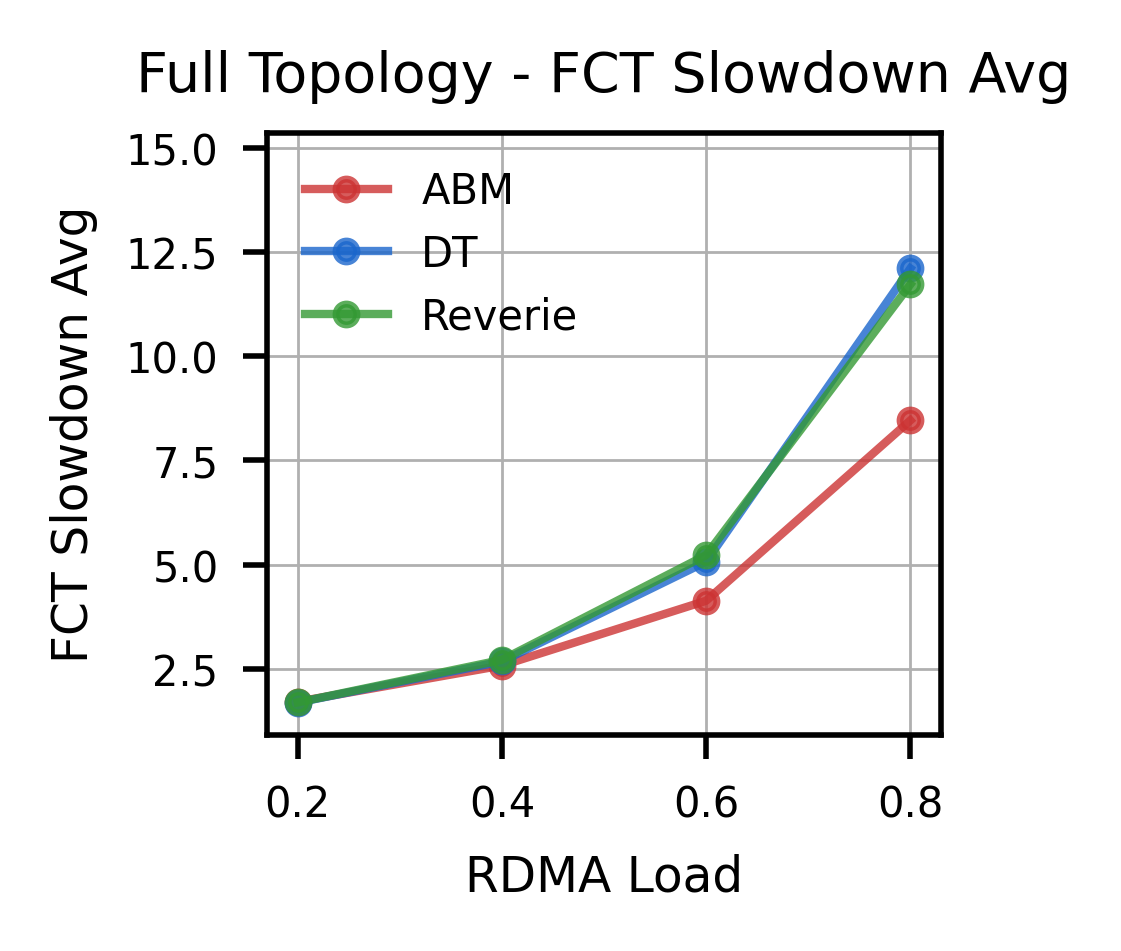 Full Topology - FCT Slowdown Avg
FCT Slowdown Avg
15.0
12.5
10.0
7.5
5.0
2.5
ABM
DT
Reverie
0.2 0.4 0.6 0.8
RDMA Load